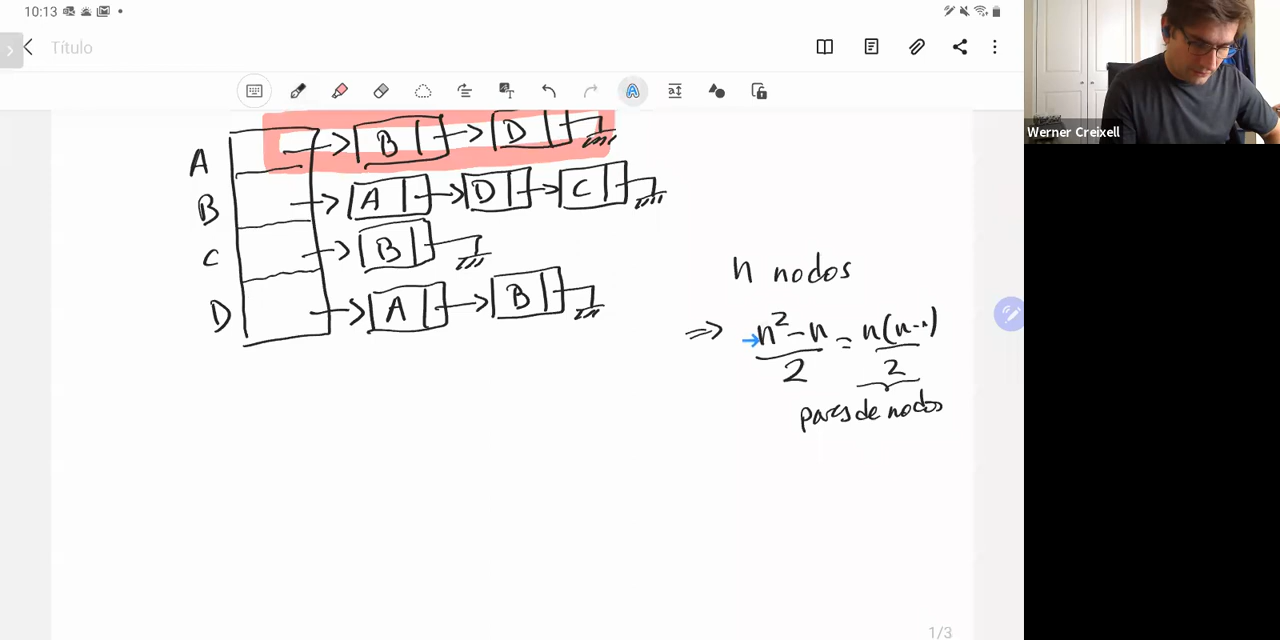 10:13
Título
A B D
B A D C
C B
D A B
n nodos
⇒ n²-n/2 = n(n-1)/2
pares de nodos
1/3
Werner Creixell